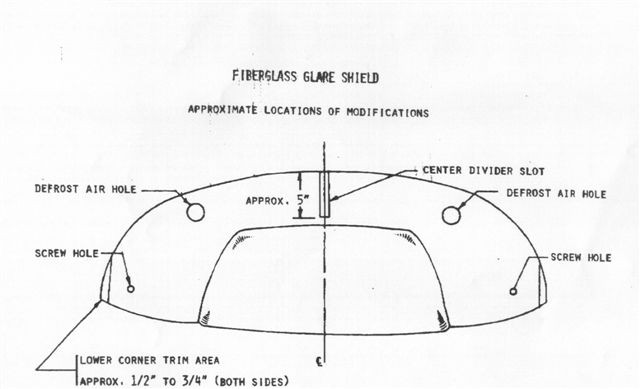 FIBERGLASS GLARE SHIELD
APPROXIMATE LOCATIONS OF MODIFICATIONS
CENTER DIVIDER SLOT
DEFROST AIR HOLE
APPROX. 5"
DEFROST AIR HOLE
SCREW HOLE
SCREW HOLE
LOWER CORNER TRIM AREA
APPROX. 1/2" TO 3/4" (BOTH SIDES)
℄